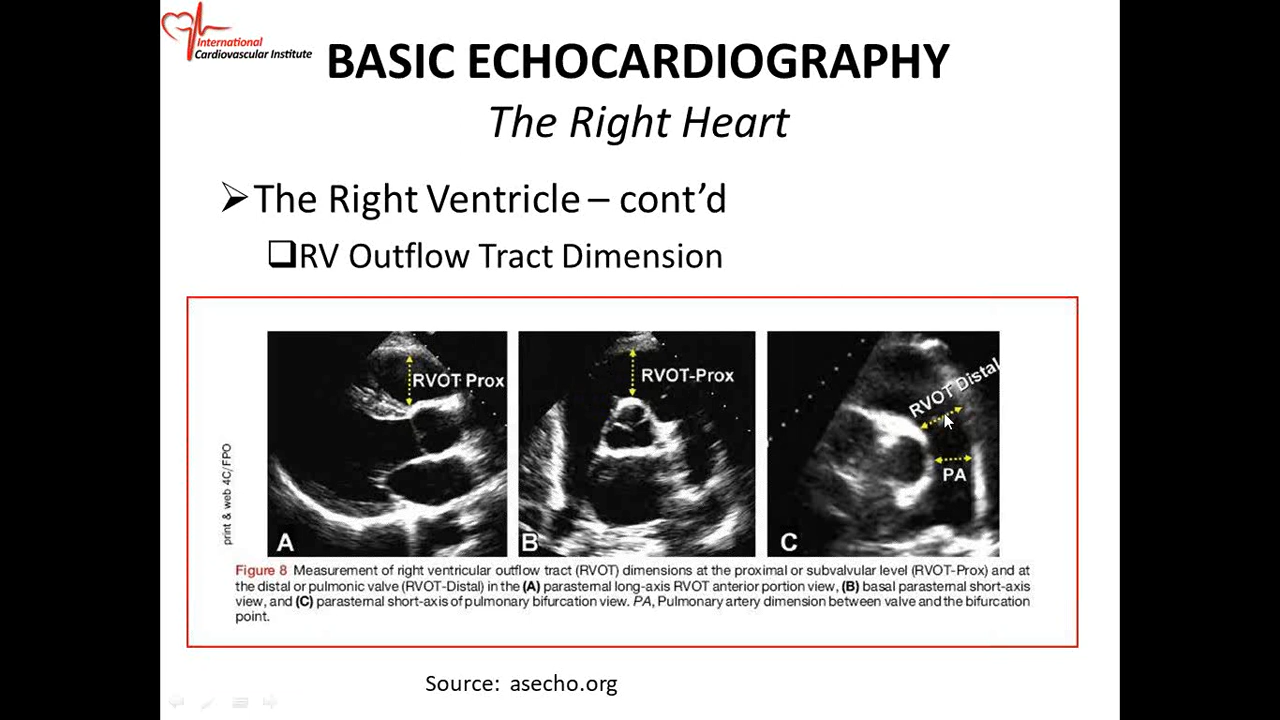 International
Cardiovascular Institute
BASIC ECHOCARDIOGRAPHY
The Right Heart
The Right Ventricle – cont’d
RV Outflow Tract Dimension
print & web 4C/FPO
RVOT Prox
A
RVOT-Prox
B
RVOT Distal
PA
C
Figure 8 Measurement of right ventricular outflow tract (RVOT) dimensions at the proximal or subvalvular level (RVOT-Prox) and at
the distal or pulmonic valve (RVOT-Distal) in the (A) parasternal long-axis RVOT anterior portion view, (B) basal parasternal short-axis
view, and (C) parasternal short-axis of pulmonary bifurcation view. PA, Pulmonary artery dimension between valve and the bifurcation
point.
Source: asecho.org